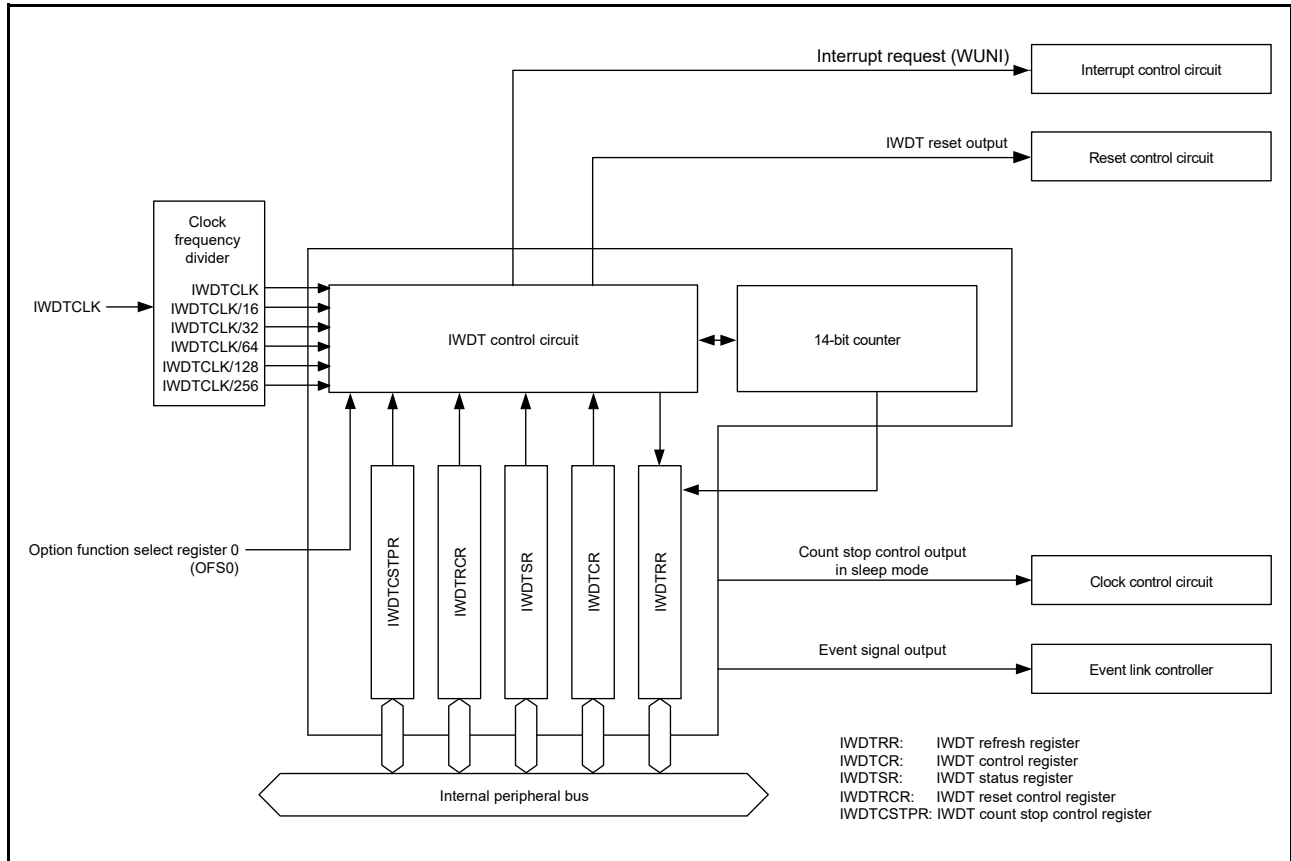 Interrupt request (WUNI)
Interrupt control circuit
IWDT reset output
Reset control circuit
Clock
frequency
divider
IWDTCLK
IWDTCLK
IWDTCLK/16
IWDTCLK/32
IWDTCLK/64
IWDTCLK/128
IWDTCLK/256
IWDT control circuit
14-bit counter
Option function select register 0
(OFS0)
IWDTCSTPR
IWDTRCR
IWDTSR
IWDTCR
IWDTRR
Count stop control output
in sleep mode
Clock control circuit
Event signal output
Event link controller
Internal peripheral bus
IWDTRR: IWDT refresh register
IWDTCR: IWDT control register
IWDTSR: IWDT status register
IWDTRCR: IWDT reset control register
IWDTCSTPR: IWDT count stop control register